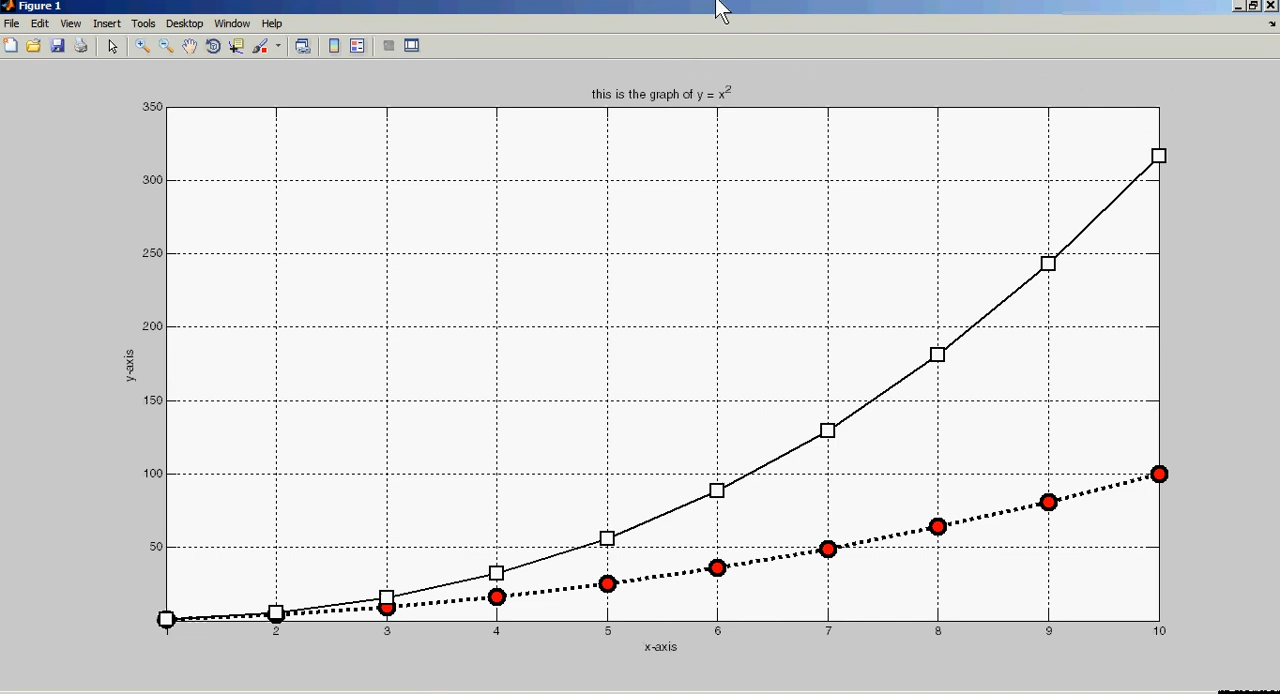 Figure 1
File Edit View Insert Tools Desktop Window Help
this is the graph of y = x²
350
300
250
200
150
100
50
y-axis
1 2 3 4 5 6 7 8 9 10
x-axis